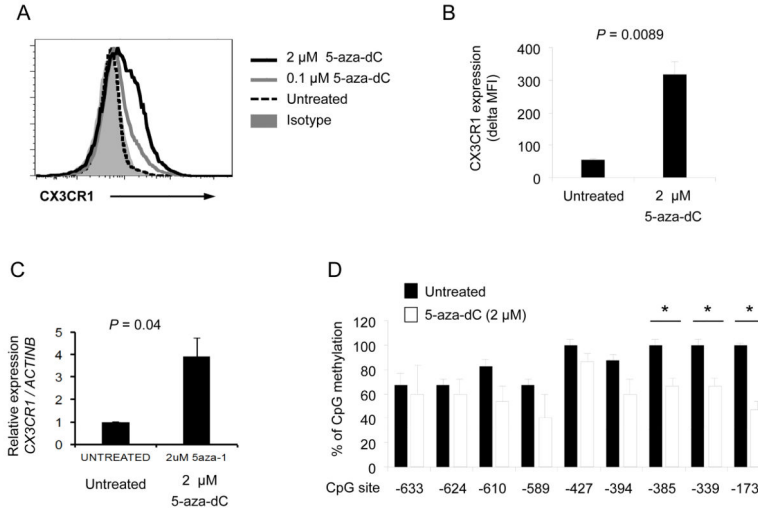 A
2 µM 5-aza-dC
0.1 µM 5-aza-dC
Untreated
Isotype
CX3CR1
B
P = 0.0089
CX3CR1 expression
(delta MFI)
400
300
200
100
0
Untreated
2 µM
5-aza-dC
C
P = 0.04
Relative expression
CX3CR1 / ACTINB
5
4
3
2
1
0
UNTREATED
2uM 5aza-1
Untreated
2 µM
5-aza-dC
D
Untreated
5-aza-dC (2 µM)
* * *
% of CpG methylation
120
100
80
60
40
20
0
CpG site -633 -624 -610 -589 -427 -394 -385 -339 -173